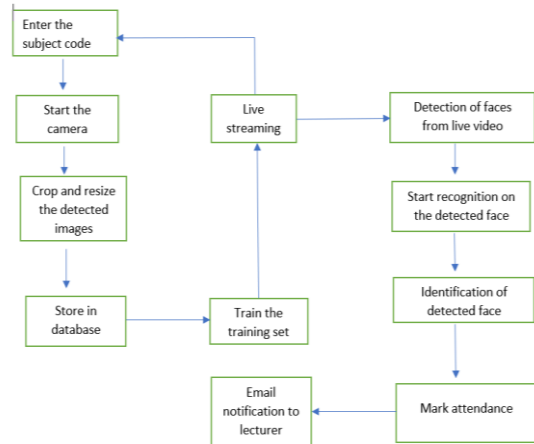 Enter the
subject code
Start the
camera
Crop and resize
the detected
images
Store in
database
Train the
training set
Live
streaming
Detection of faces
from live video
Start recognition on
the detected face
Identification of
detected face
Mark attendance
Email
notification to
lecturer